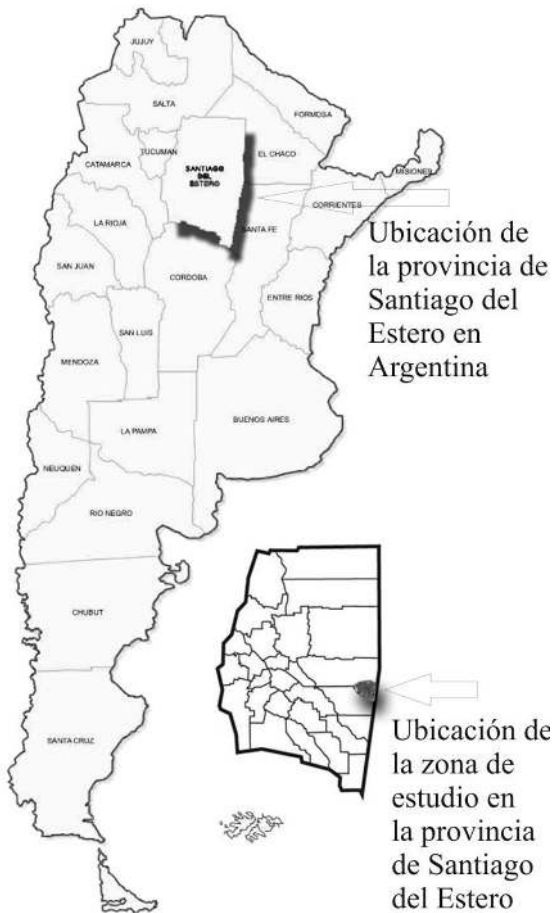 JUJUY
SALTA
FORMOSA
TUCUMAN
SANTIAGO
DEL
ESTERO
EL CHACO
CATAMARCA
MISIONES
CORRIENTES
LA RIOJA
SANTA FE
Ubicación de
la provincia de
Santiago del
Estero en
Argentina
SAN JUAN
CORDOBA
ENTRE RIOS
SAN LUIS
MENDOZA
BUENOS AIRES
LA PAMPA
NEUQUEN
RIO NEGRO
CHUBUT
SANTA CRUZ
Ubicación de
la zona de
estudio en
la provincia
de Santiago
del Estero